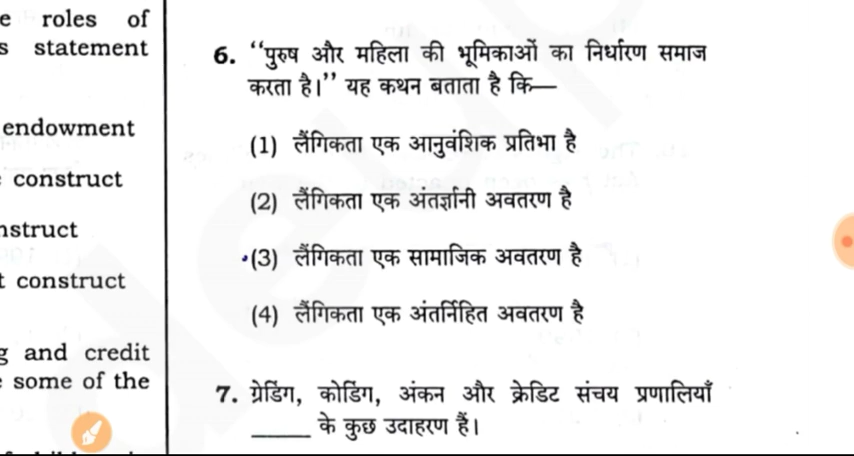 e roles of
s statement
endowment
construct
nstruct
t construct
g and credit
some of the
6. ‘‘पुरुष और महिला की भूमिकाओं का निर्धारण समाज
करता है।’’ यह कथन बताता है कि—
(1) लैंगिकता एक आनुवंशिक प्रतिभा है
(2) लैंगिकता एक अंतर्ज्ञानी अवतरण है
(3) लैंगिकता एक सामाजिक अवतरण है
(4) लैंगिकता एक अंतर्निहित अवतरण है
7. ग्रेडिंग, कोडिंग, अंकन और क्रेडिट संचय प्रणालियाँ
_____ के कुछ उदाहरण हैं।